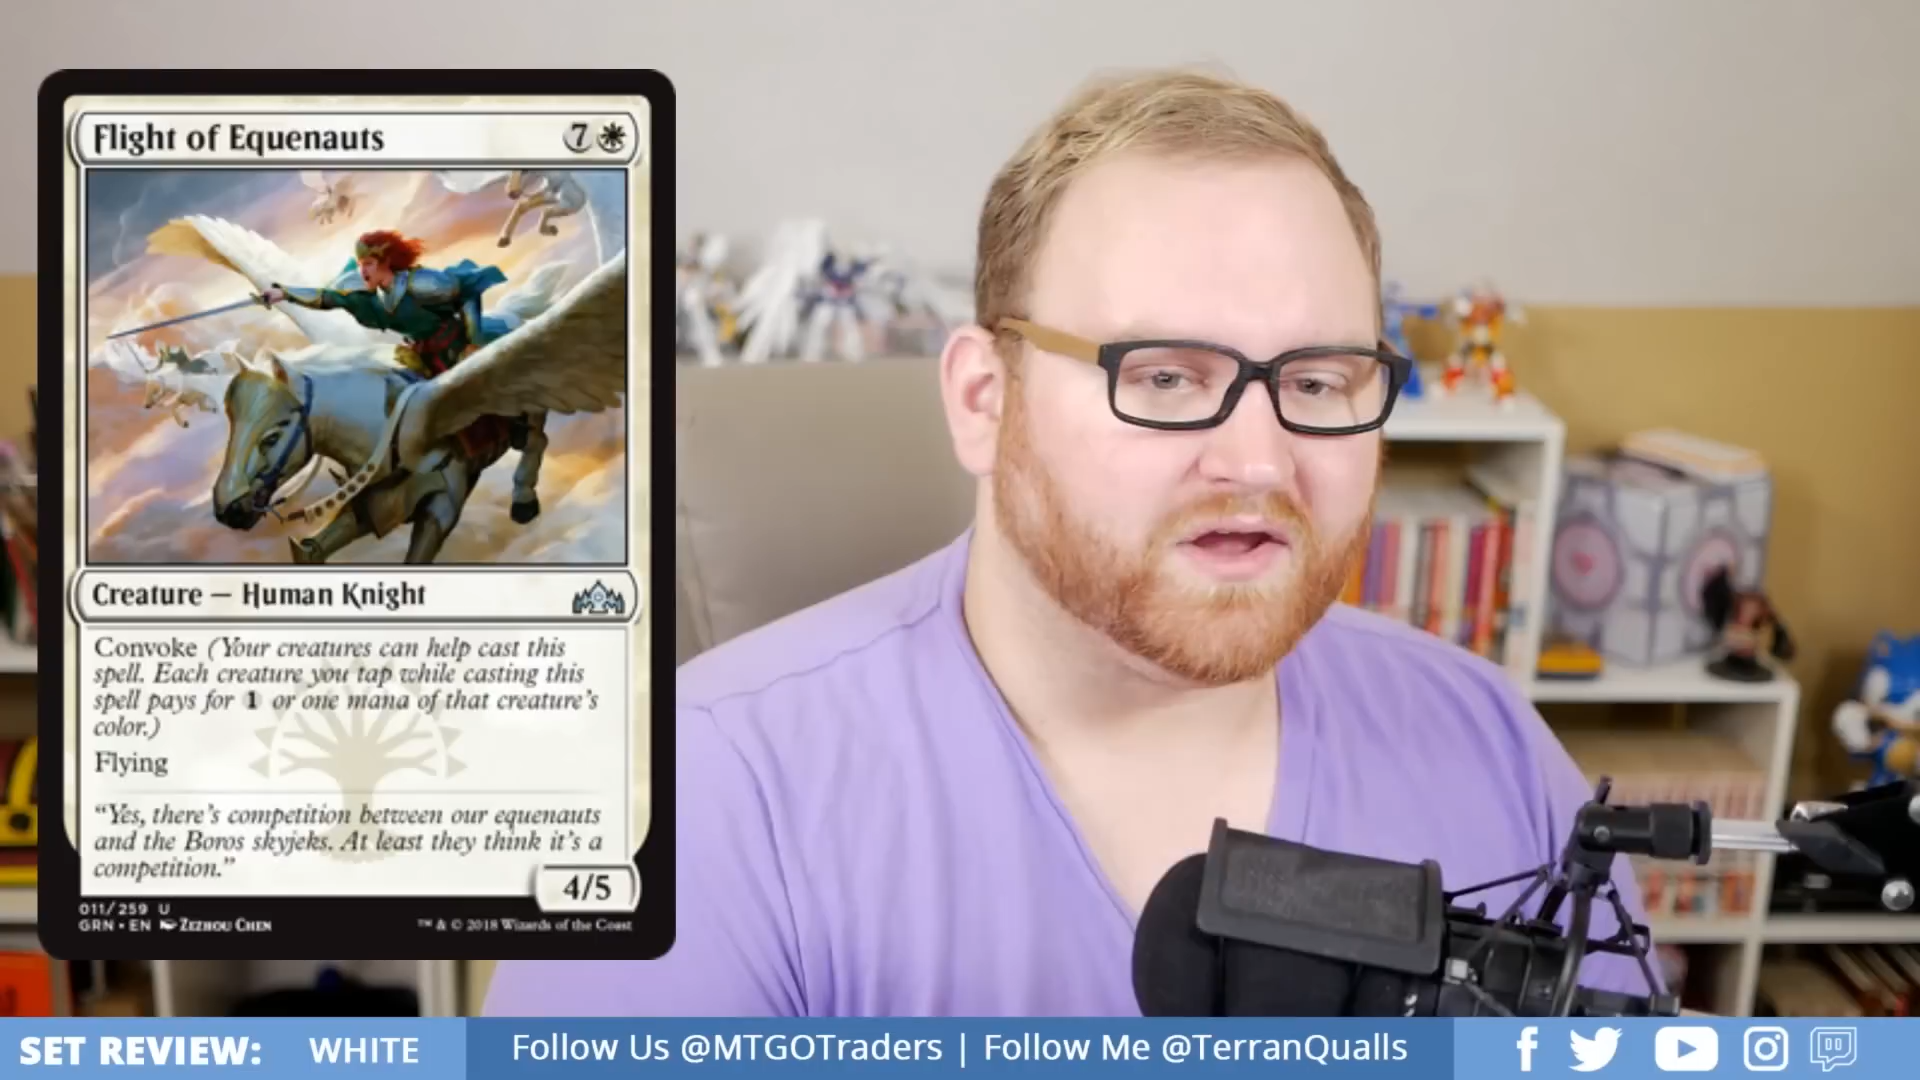 Flight of Equenauts
7
Creature — Human Knight
Convoke (Your creatures can help cast this
spell. Each creature you tap while casting this
spell pays for 1 or one mana of that creature's
color.)
Flying
“Yes, there's competition between our equenauts
and the Boros skyjeks. At least they think it's a
competition.”
4/5
011/259 U
GRN • EN ZEZHOU CHEN
™ & © 2018 Wizards of the Coast
SET REVIEW: WHITE
Follow Us @MTGOTraders | Follow Me @TerranQualls